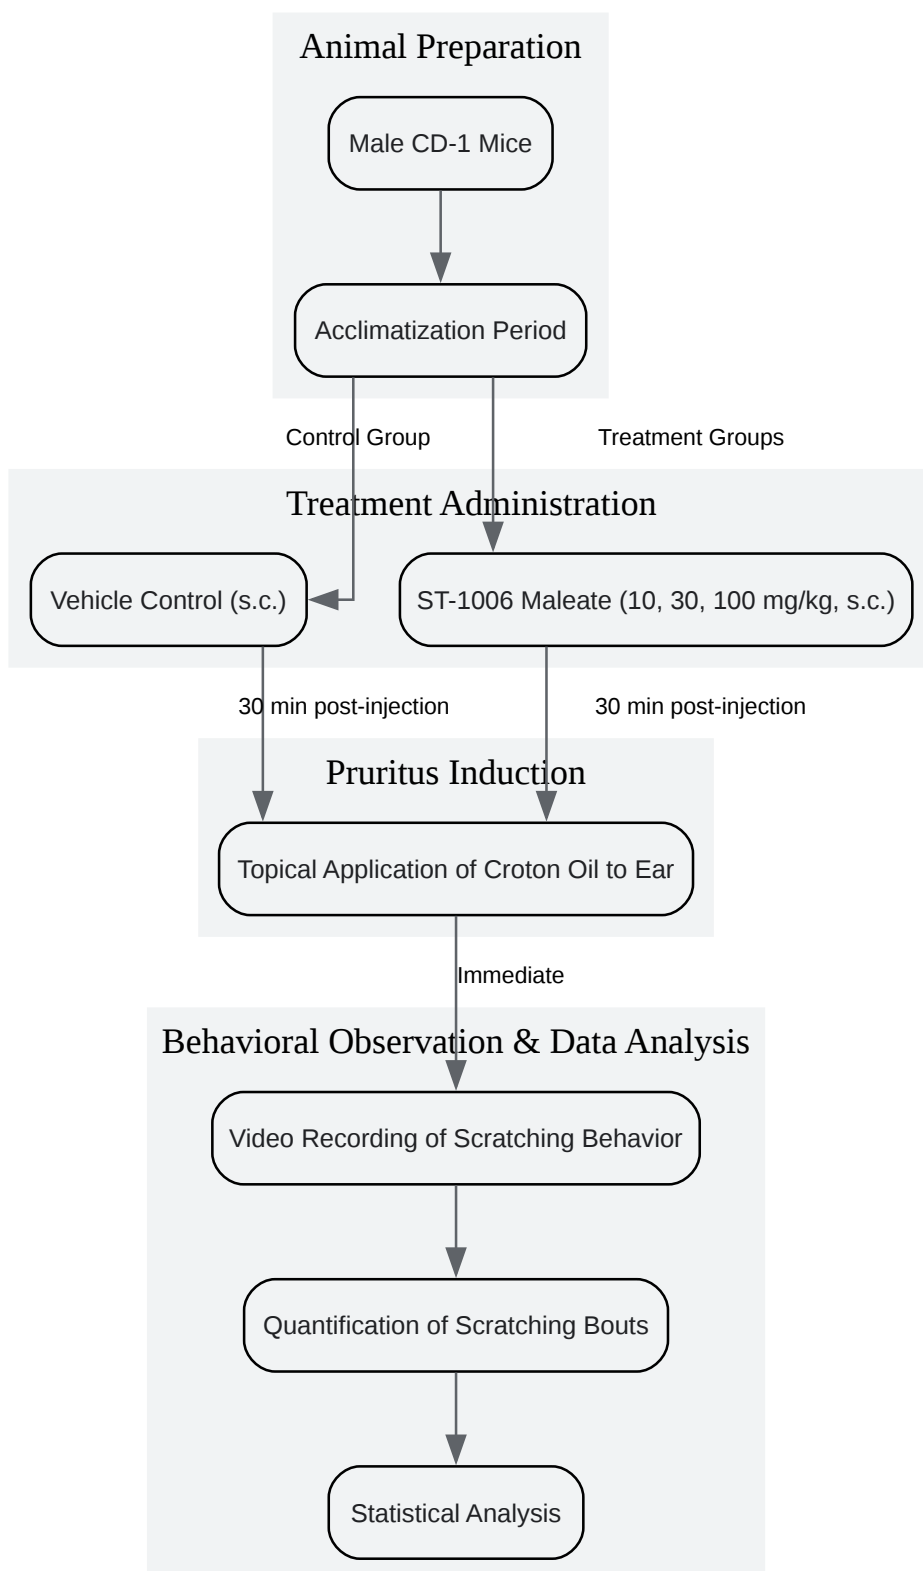 Animal Preparation
Male CD-1 Mice
Acclimatization Period
Control Group
Treatment Groups
Treatment Administration
Vehicle Control (s.c.)
ST-1006 Maleate (10, 30, 100 mg/kg, s.c.)
30 min post-injection
30 min post-injection
Pruritus Induction
Topical Application of Croton Oil to Ear
Immediate
Behavioral Observation & Data Analysis
Video Recording of Scratching Behavior
Quantification of Scratching Bouts
Statistical Analysis